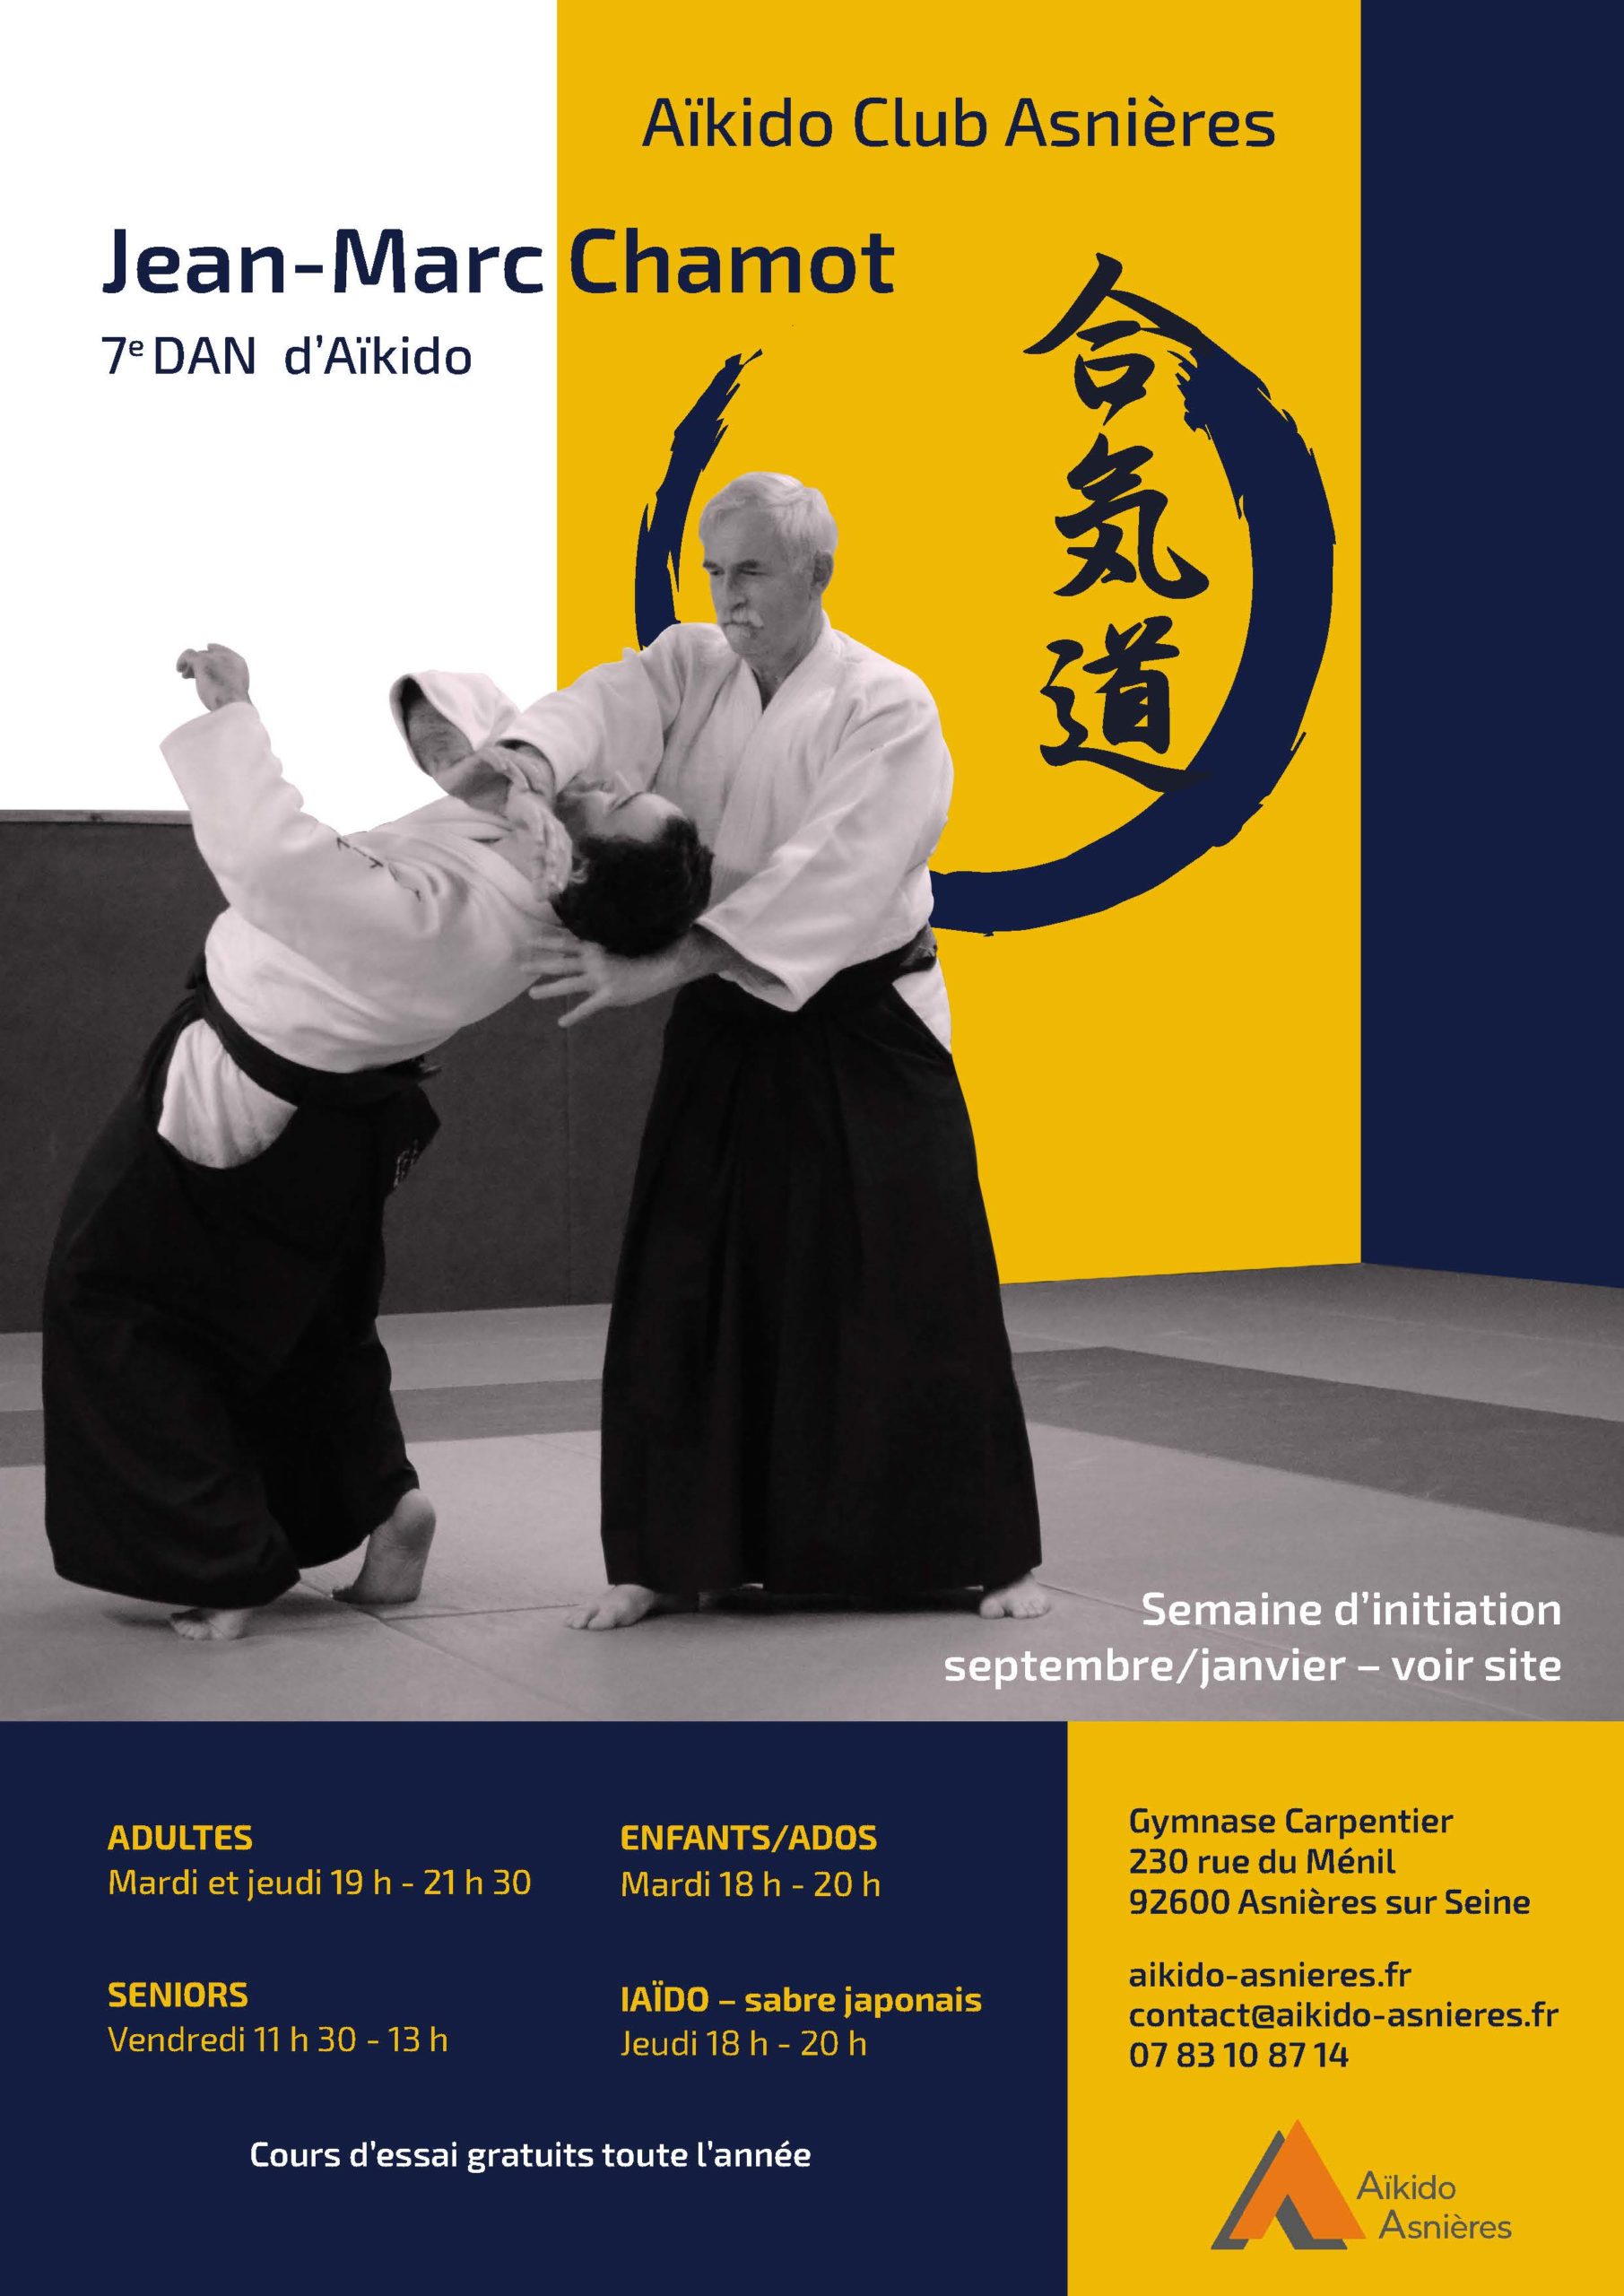 Aïkido Club Asnières
Jean-Marc Chamot
7e DAN d'Aïkido
合
気
道
Semaine d'initiation
septembre/janvier – voir site
ADULTES
Mardi et jeudi 19 h - 21 h 30
ENFANTS/ADOS
Mardi 18 h - 20 h
SENIORS
Vendredi 11 h 30 - 13 h
IAÏDO – sabre japonais
Jeudi 18 h - 20 h
Cours d'essai gratuits toute l'année
Gymnase Carpentier
230 rue du Ménil
92600 Asnières sur Seine
aikido-asnieres.fr
contact@aikido-asnieres.fr
07 83 10 87 14
Aïkido
Asnières